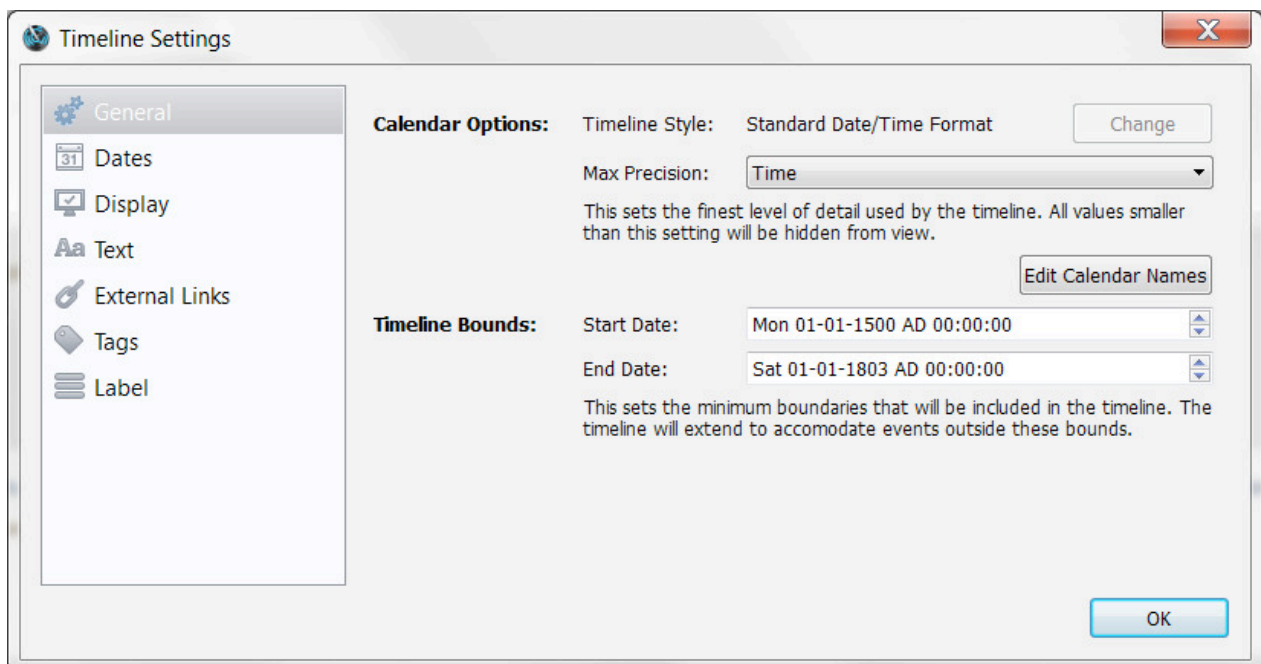 Timeline Settings
General
Dates
31
Display
Aa Text
External Links
Tags
Label
Calendar Options: Timeline Style: Standard Date/Time Format Change
Max Precision: Time
This sets the finest level of detail used by the timeline. All values smaller
than this setting will be hidden from view.
Edit Calendar Names
Timeline Bounds: Start Date: Mon 01-01-1500 AD 00:00:00
End Date: Sat 01-01-1803 AD 00:00:00
This sets the minimum boundaries that will be included in the timeline. The
timeline will extend to accomodate events outside these bounds.
OK